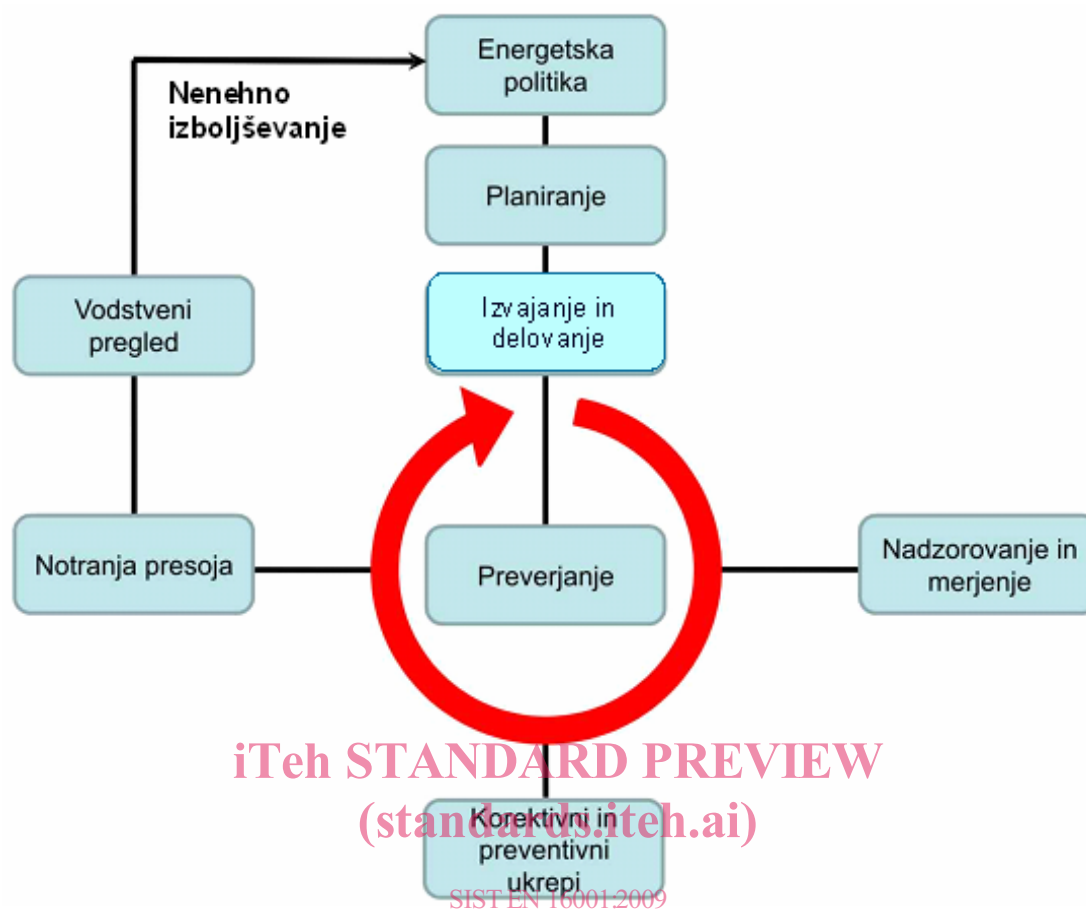 Energetska
politika
Nenehno
izboljševanje
Planiranje
Izvajanje in
delovanje
Vodstveni
pregled
Notranja presoja
Preverjanje
Nadzorovanje in
merjenje
iTeh STANDARD PREVIEW
(standards.iteh.ai)
Korektivni in
preventivni
ukrepi
SIST EN 16001:2009